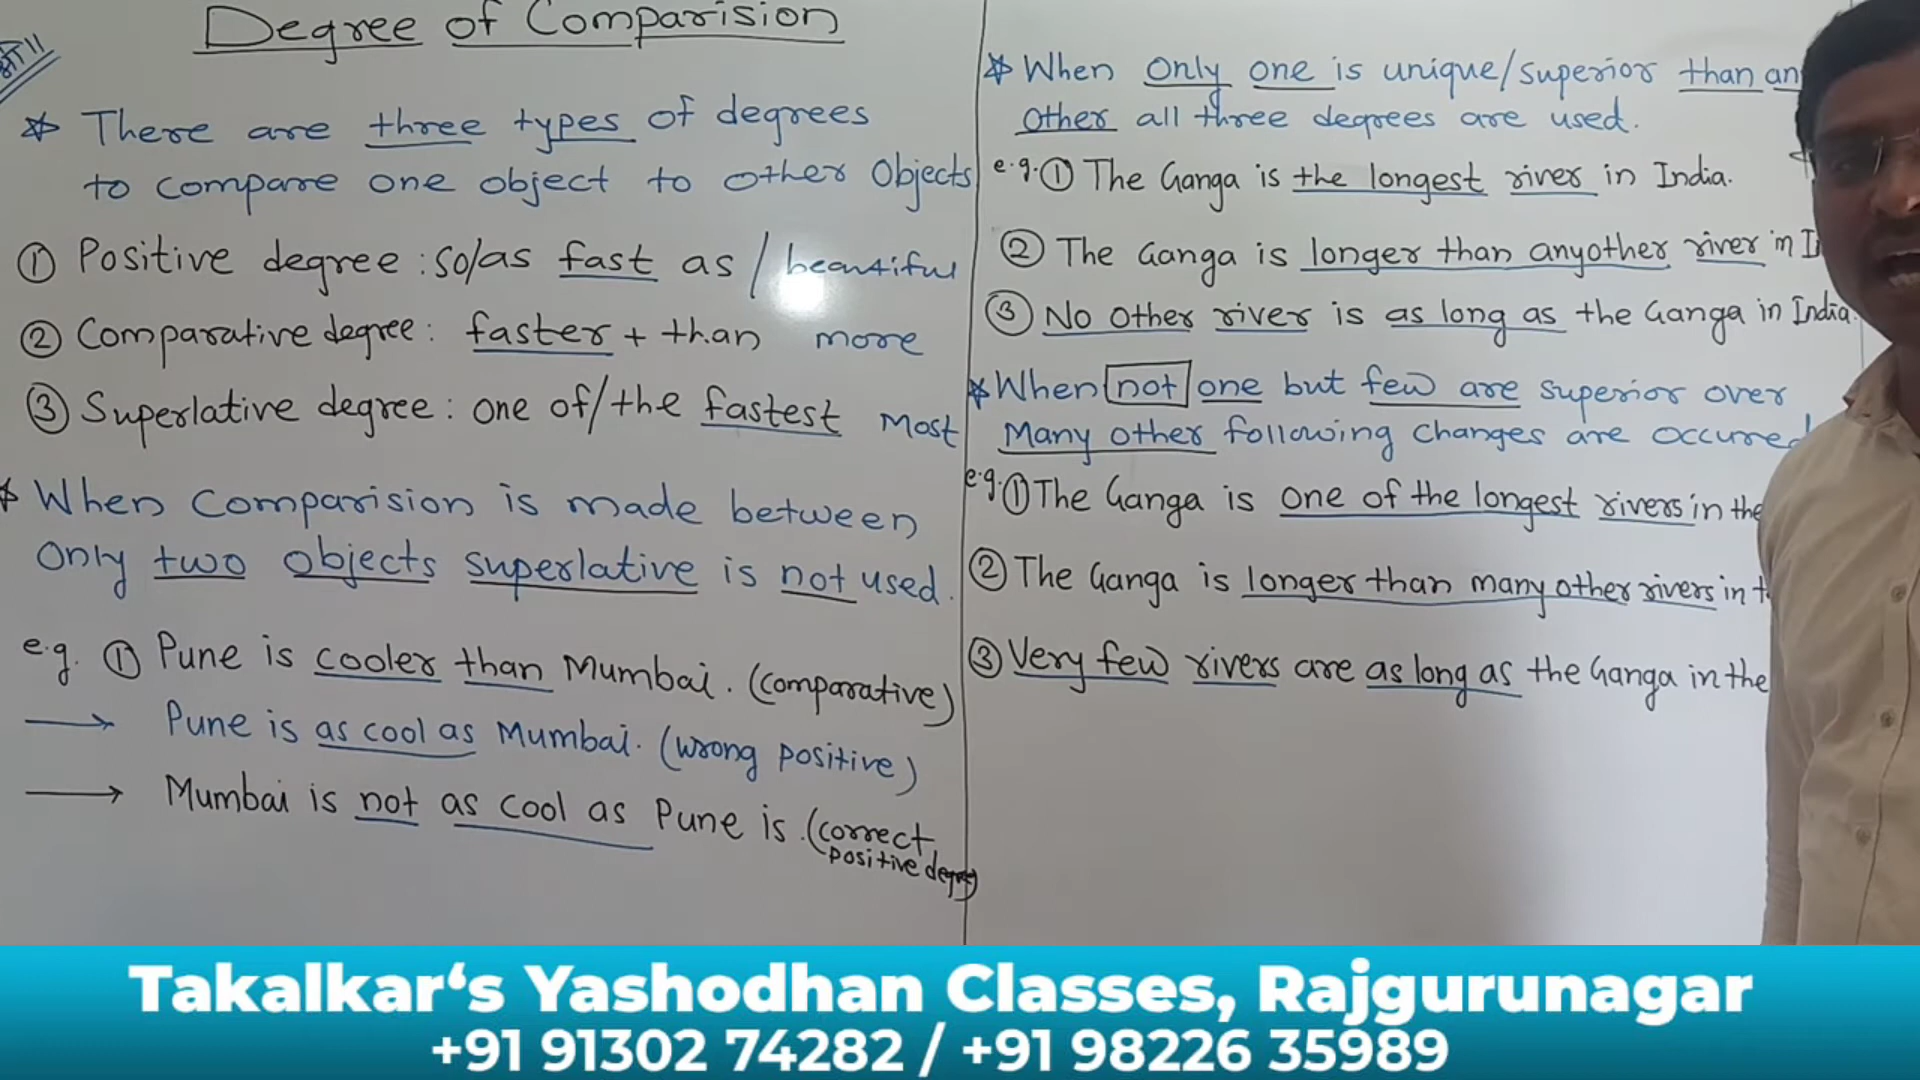 Degree of Comparision
★ There are three types of degrees
to compare one object to other Objects
① Positive degree : so/as fast as / beautiful
② Comparative degree : faster + than more
③ Superlative degree : one of/the fastest Most
★ When Comparision is made between
Only two objects superlative is not used.
e.g. ① Pune is cooler than Mumbai. (comparative)
→ Pune is as cool as Mumbai. (wrong positive)
→ Mumbai is not as cool as Pune is. (correct
positive degree)
★ When only one is unique/superior than an
other all three degrees are used.
e.g. ① The Ganga is the longest river in India.
② The Ganga is longer than anyother river in I
③ No other river is as long as the Ganga in India.
★ When not one but few are superior over
Many other following changes are occurred
e.g. ① The Ganga is one of the longest rivers in the
② The Ganga is longer than many other rivers in t
③ Very few rivers are as long as the Ganga in the
Takalkar‘s Yashodhan Classes, Rajgurunagar
+91 91302 74282 / +91 98226 35989